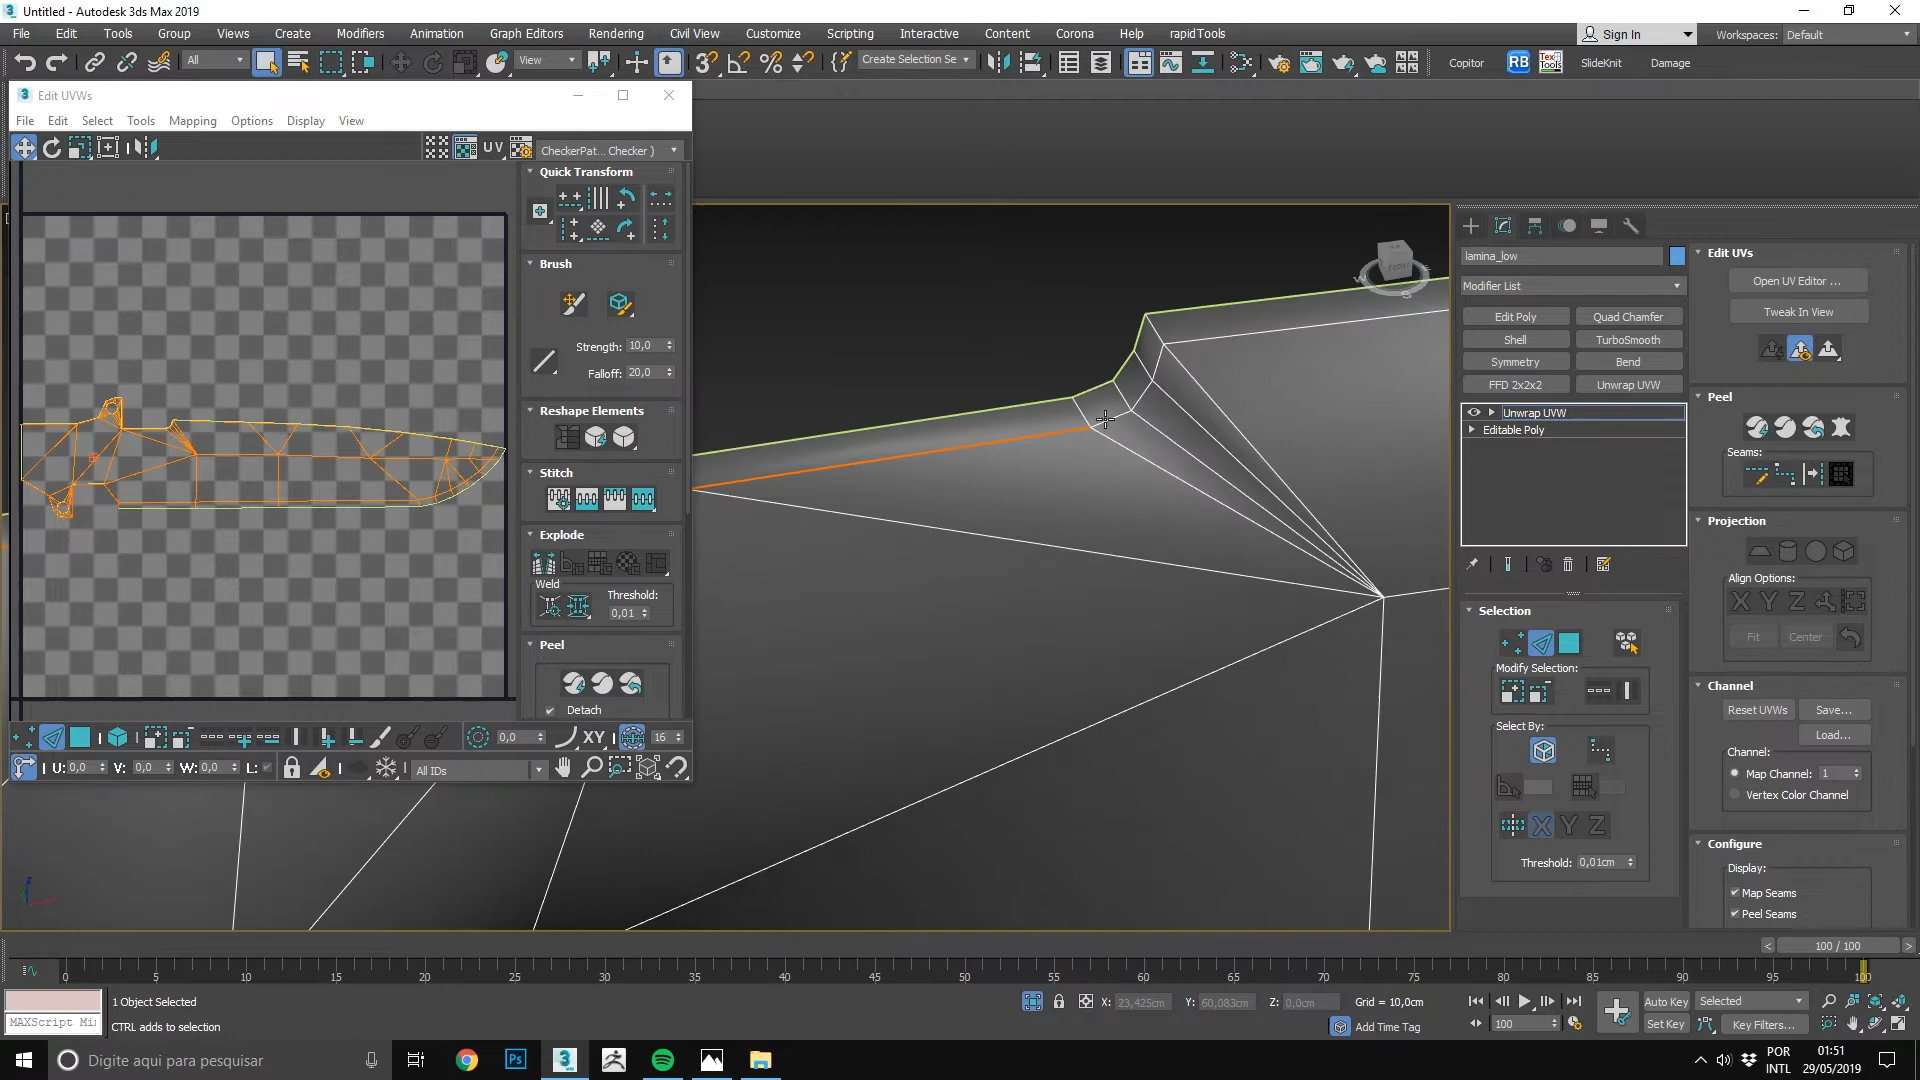 Untitled - Autodesk 3ds Max 2019
File Edit Tools Group Views Create Modifiers Animation Graph Editors Rendering Civil View Customize Scripting Interactive Content Corona Help rapidTools
Sign In Workspaces: Default
All View Create Selection Se Copitor RB TexTools SlideKnit Damage
Edit UVWs
File Edit Select Tools Mapping Options Display View
UV CheckerPat... Checker )
Quick Transform
Brush
Strength: 10,0
Falloff: 20,0
Reshape Elements
Stitch
Explode
Weld
Threshold:
0,01
Peel
Detach
0,0 XY 16
U: 0,0 V: 0,0 W: 0,0 L: All IDs
FRONT
W S
lamina_low
Modifier List
Edit Poly Quad Chamfer
Shell TurboSmooth
Symmetry Bend
FFD 2x2x2 Unwrap UVW
Unwrap UVW
Editable Poly
Selection
Modify Selection:
Select By:
X Y Z
Threshold: 0,01cm
Edit UVs
Open UV Editor ...
Tweak In View
Peel
Seams:
Projection
Align Options:
X Y Z
Fit Center
Channel
Reset UVWs Save...
Load...
Channel:
Map Channel: 1
Vertex Color Channel
Configure
Display:
Map Seams
Peel Seams
< 100 / 100 >
0 5 10 15 20 25 30 35 40 45 50 55 60 65 70 75 80 85 90 95 100
1 Object Selected
MAXScript Mi
CTRL adds to selection
X: 23,425cm Y: 60,083cm Z: 0,0cm Grid = 10,0cm
Add Time Tag
100
Auto Key Selected
Set Key Key Filters...
Digite aqui para pesquisar
Ps 3 MAX
POR
INTL
01:51
29/05/2019